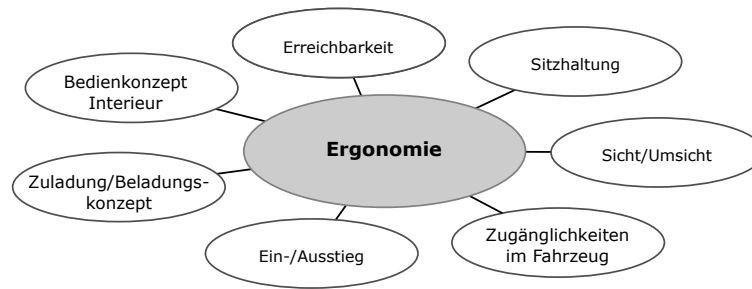 Erreichbarkeit
Sitzhaltung
Bedienkonzept
Interieur
Ergonomie
Sicht/Umsicht
Zuladung/Beladungs-
konzept
Zugänglichkeiten
im Fahrzeug
Ein-/Ausstieg